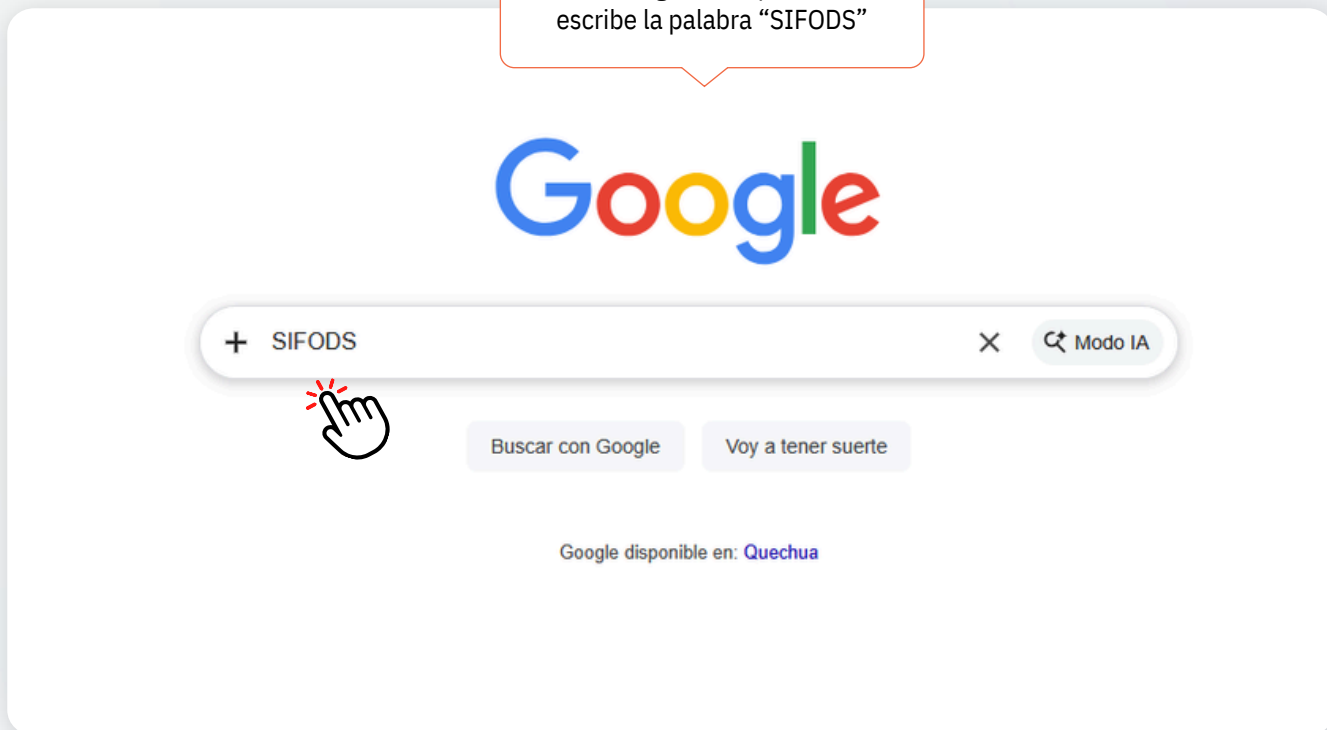 escribe la palabra “SIFODS”
Google
SIFODS
Modo IA
Buscar con Google
Voy a tener suerte
Google disponible en: Quechua